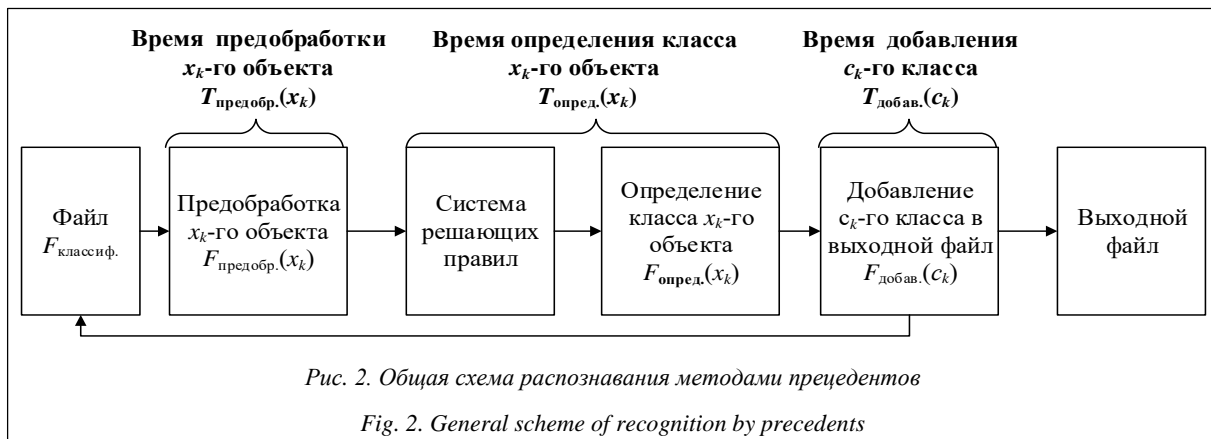 Время предобработки
x_k-го объекта
T_предобр.(x_k)
Время определения класса
x_k-го объекта
T_опред.(x_k)
Время добавления
c_k-го класса
T_добав.(c_k)
Файл
F_классиф.
Предобработка
x_k-го объекта
F_предобр.(x_k)
Система
решающих
правил
Определение
класса x_k-го
объекта
F_опред.(x_k)
Добавление
c_k-го класса в
выходной файл
F_добав.(c_k)
Выходной
файл
Рис. 2. Общая схема распознавания методами прецедентов
Fig. 2. General scheme of recognition by precedents